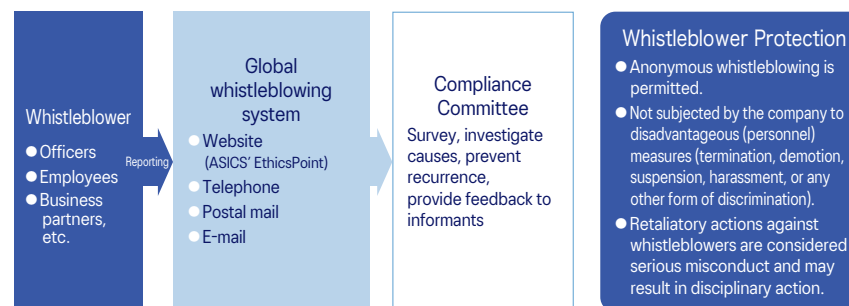 Whistleblower
● Officers
● Employees
● Business
partners,
etc.
Reporting
Global
whistleblowing
system
● Website
(ASICS' EthicsPoint)
● Telephone
● Postal mail
● E-mail
Compliance
Committee
Survey, investigate
causes, prevent
recurrence,
provide feedback to
informants
Whistleblower Protection
● Anonymous whistleblowing is
permitted.
● Not subjected by the company to
disadvantageous (personnel)
measures (termination, demotion,
suspension, harassment, or any
other form of discrimination).
● Retaliatory actions against
whistleblowers are considered
serious misconduct and may
result in disciplinary action.